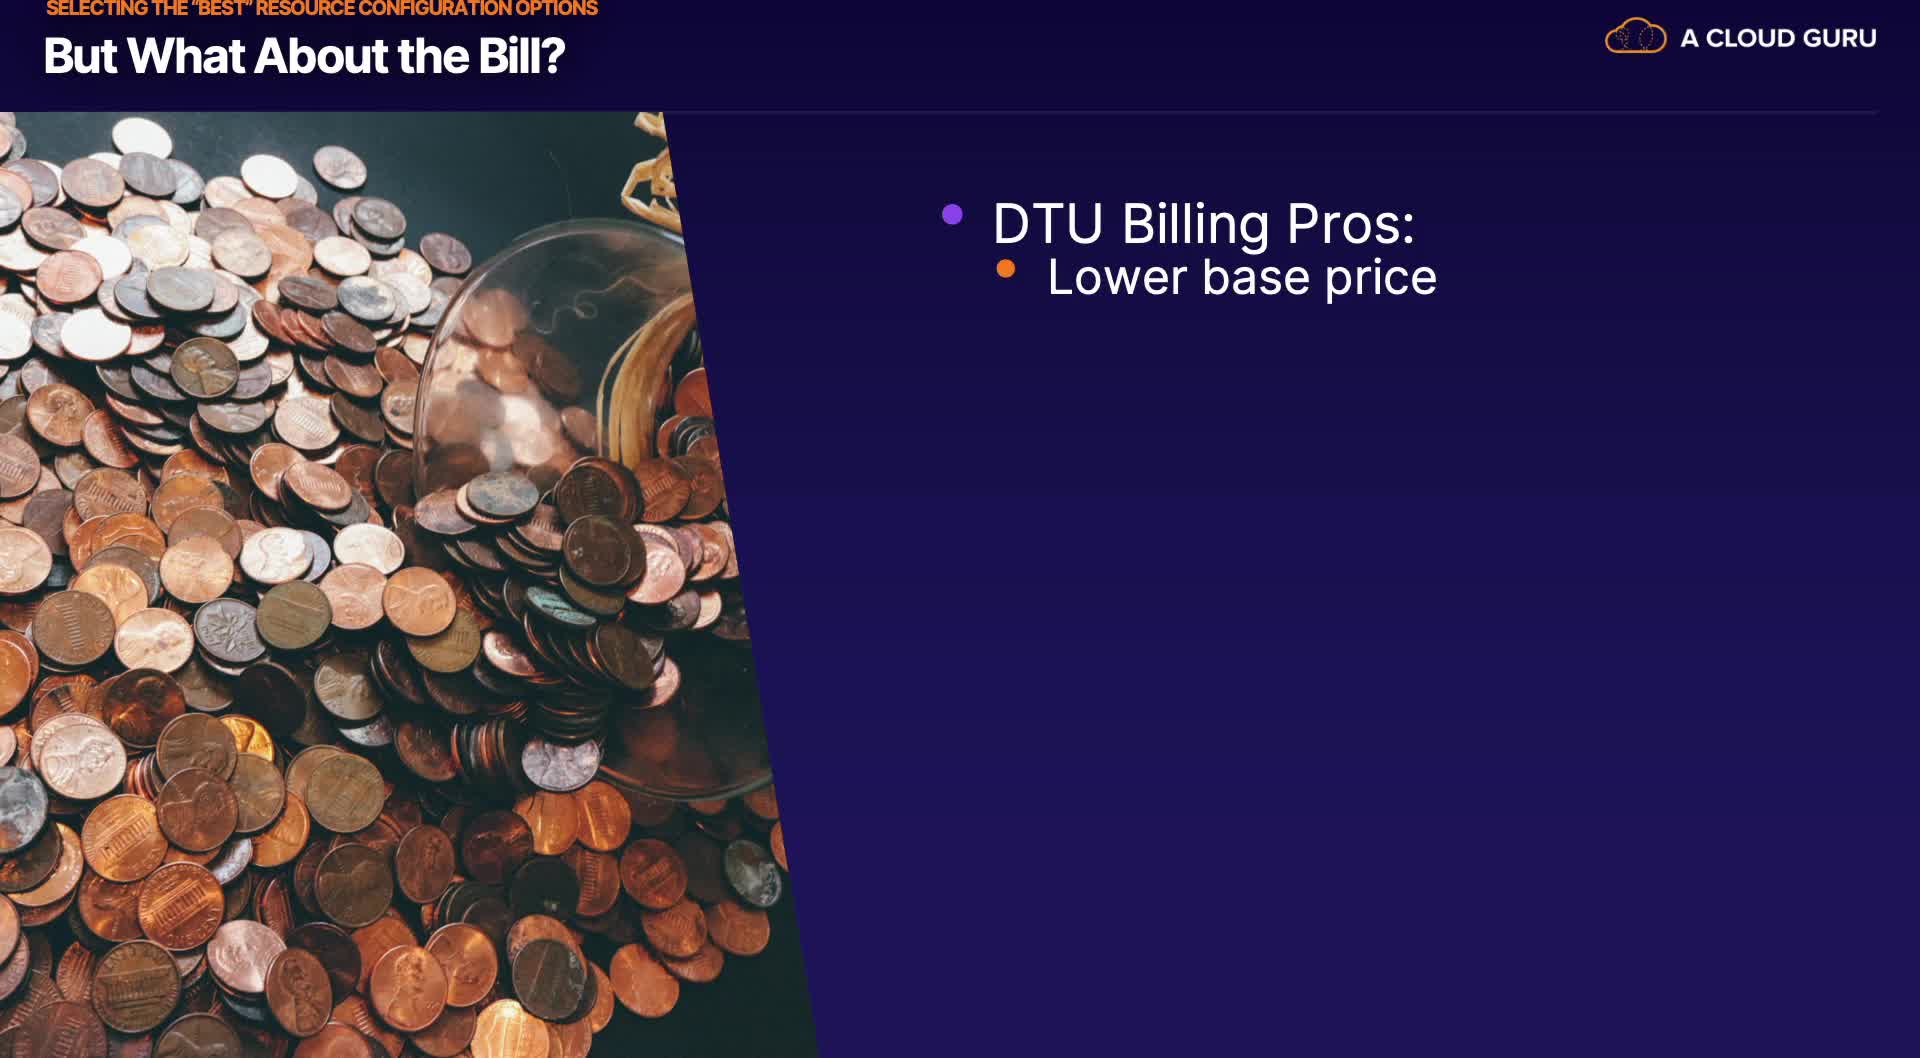 SELECTING THE “BEST” RESOURCE CONFIGURATION OPTIONS
But What About the Bill?
A CLOUD GURU
DTU Billing Pros:
Lower base price